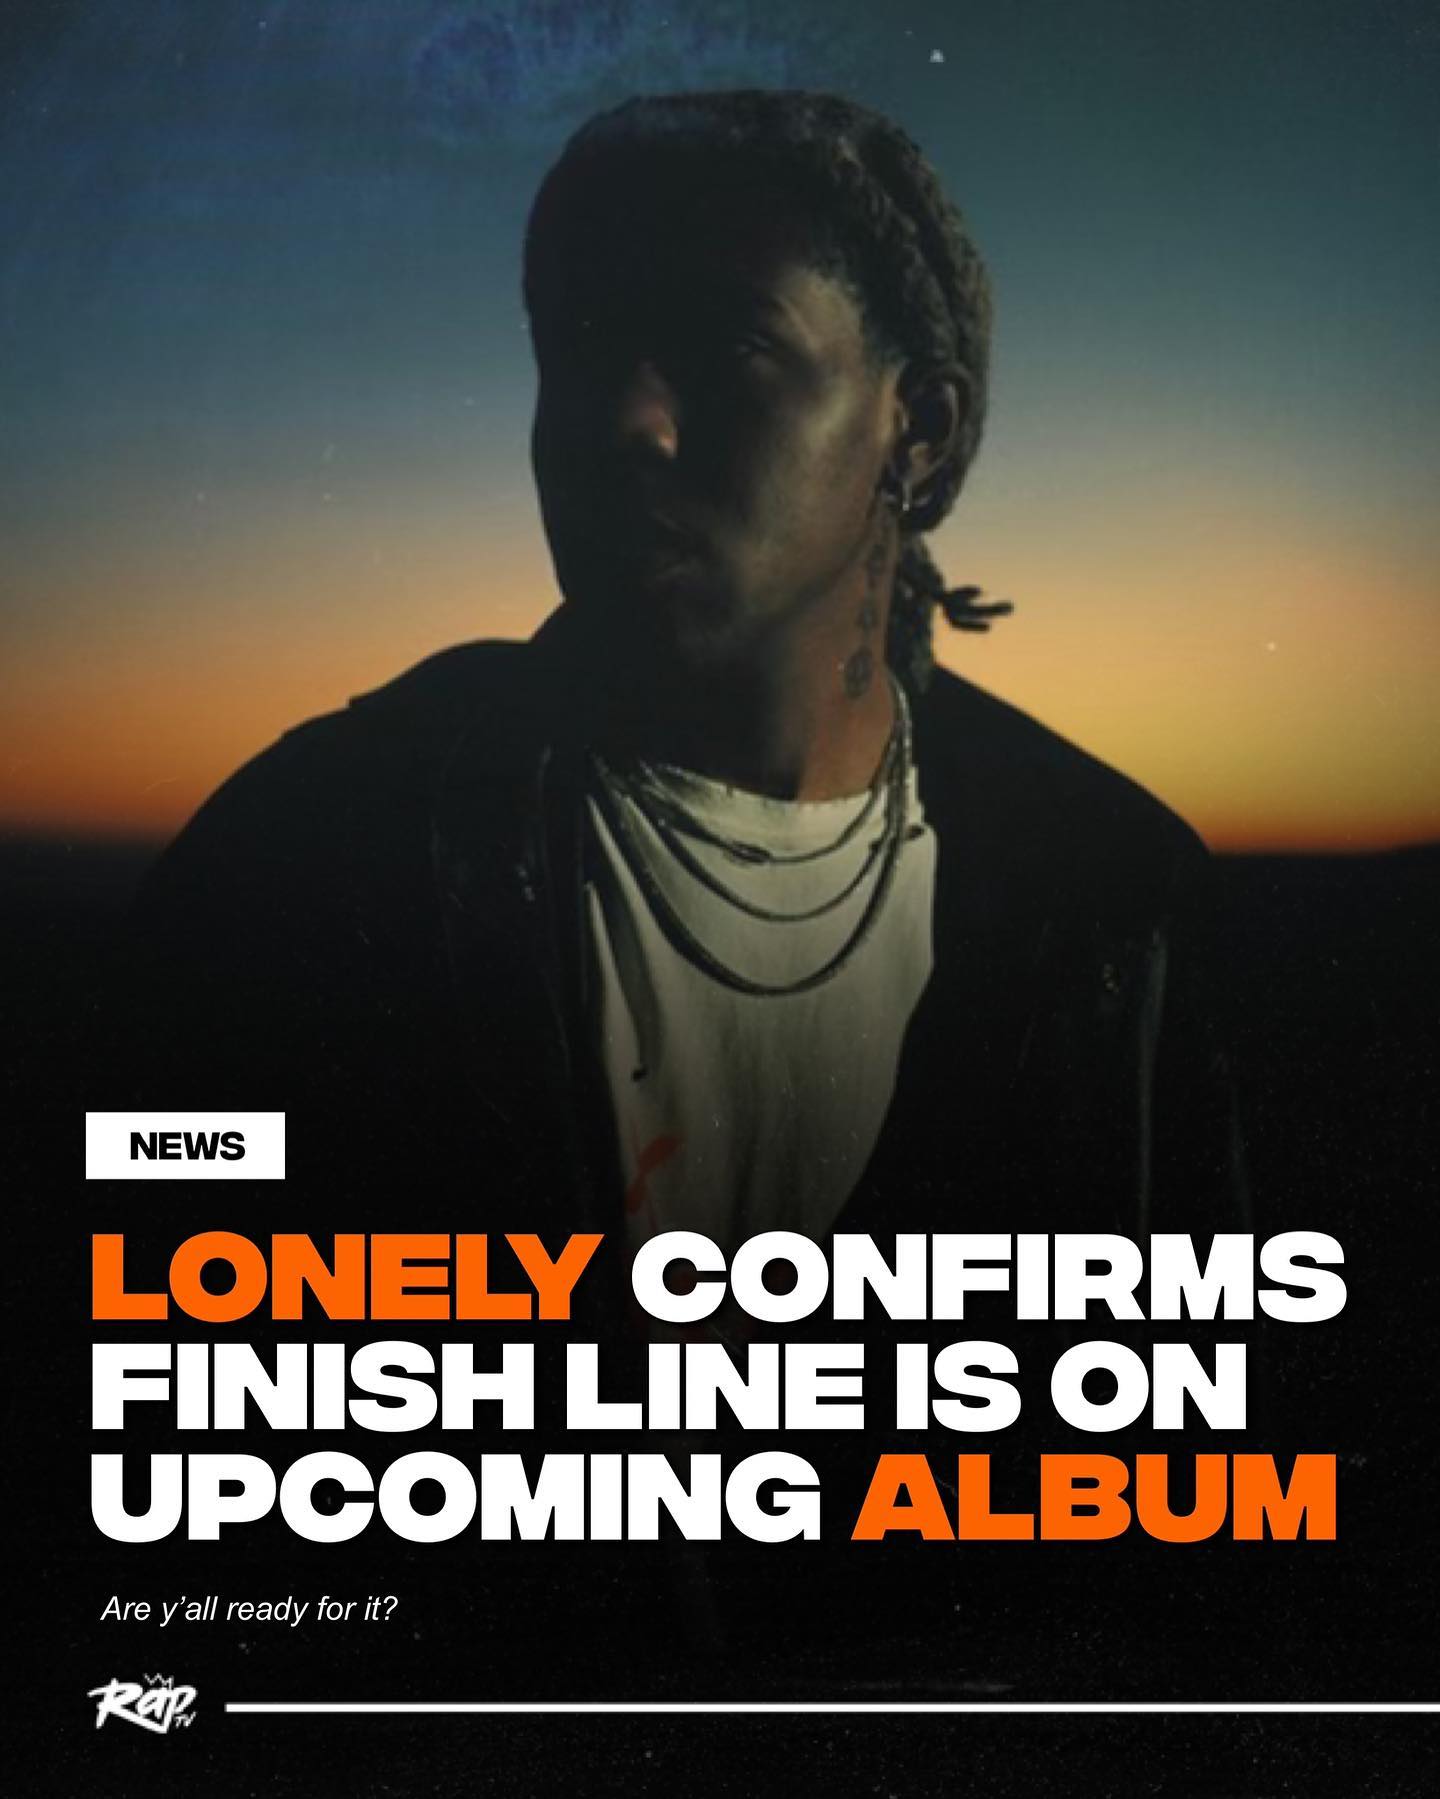 NEWS
LONELY CONFIRMS
FINISH LINE IS ON
UPCOMING ALBUM
Are y’all ready for it?
Rap TV